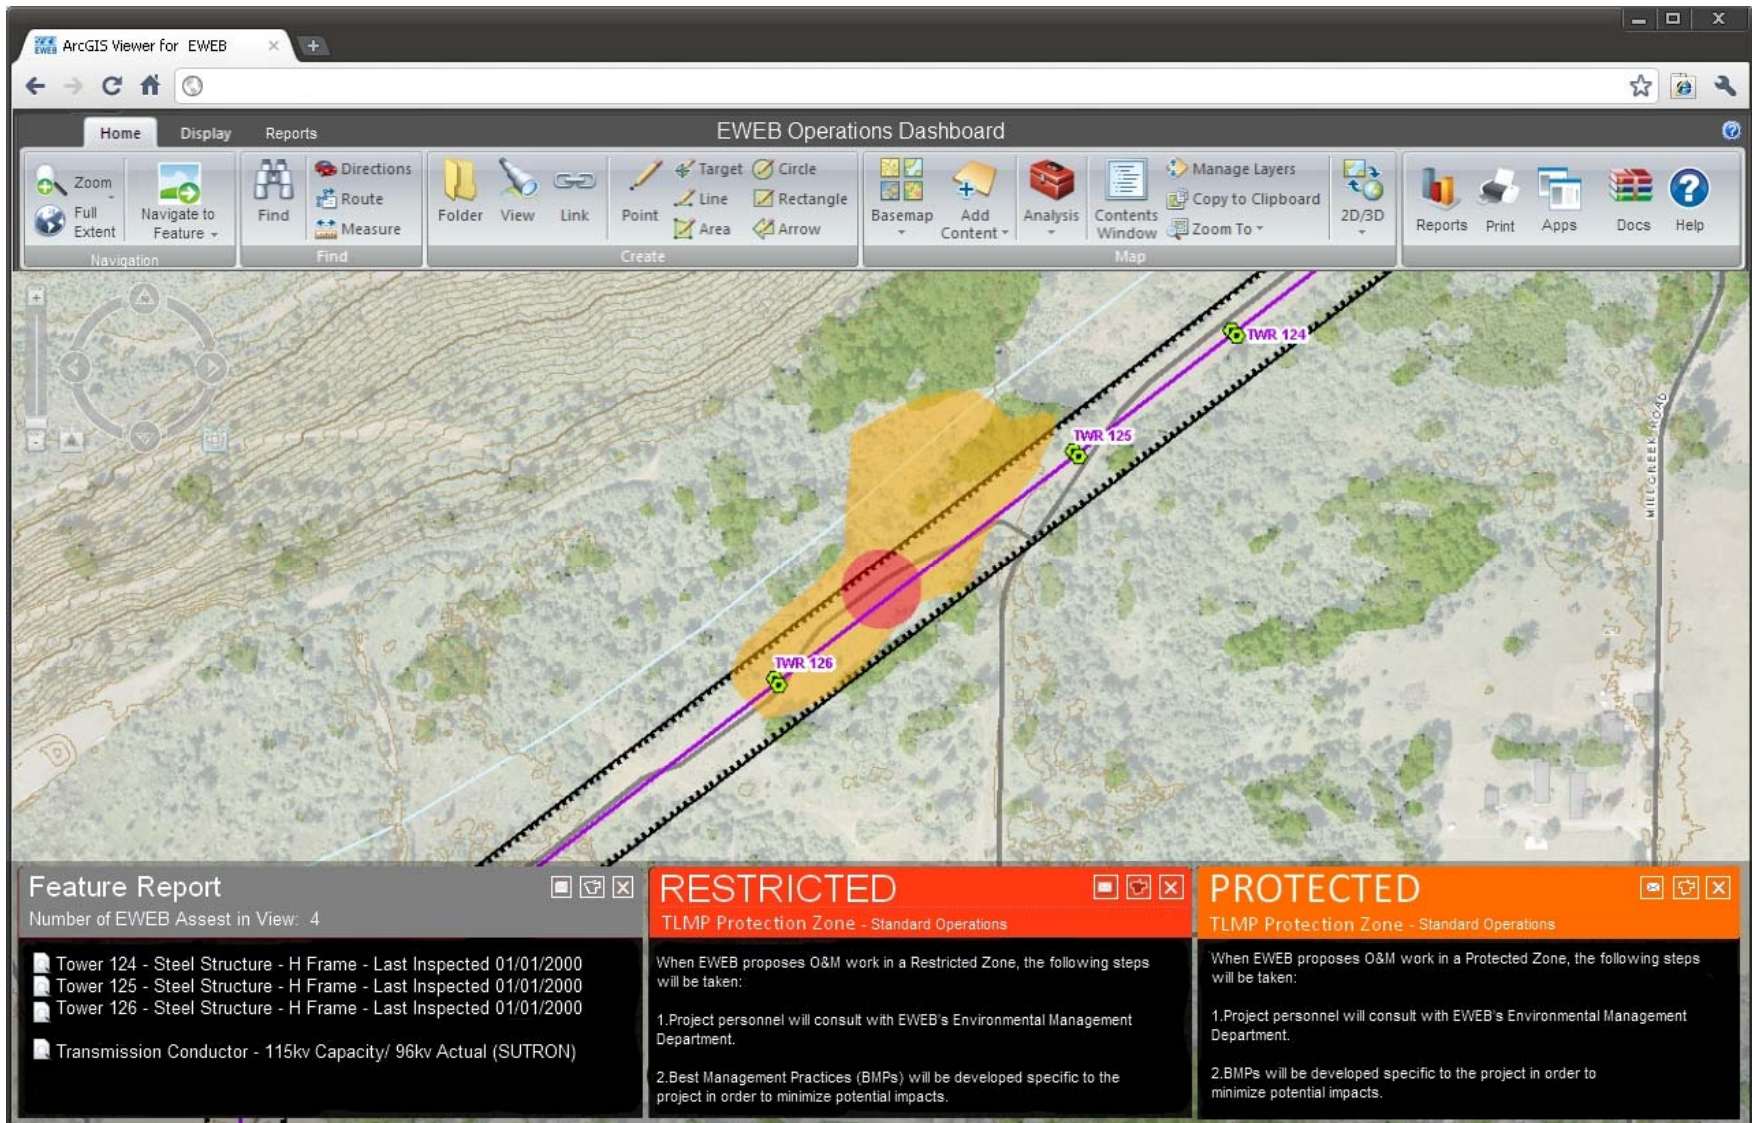 ArcGIS Viewer for EWEB
EWEB
Home Display Reports
EWEB Operations Dashboard
Zoom
Full Extent
Navigate to Feature
Navigation
Find
Directions
Route
Measure
Find
Folder
View
Link
Point
Target
Line
Area
Circle
Rectangle
Arrow
Create
Basemap
Add Content
Analysis
Contents Window
Manage Layers
Copy to Clipboard
Zoom To
2D/3D
Map
Reports
Print
Apps
Docs
Help
TWR 124
TWR 125
TWR 126
MILL CREEK ROAD
Feature Report
Number of EWEB Assest in View: 4
Tower 124 - Steel Structure - H Frame - Last Inspected 01/01/2000
Tower 125 - Steel Structure - H Frame - Last Inspected 01/01/2000
Tower 126 - Steel Structure - H Frame - Last Inspected 01/01/2000
Transmission Conductor - 115kv Capacity/ 96kv Actual (SUTRON)
RESTRICTED
TLMP Protection Zone - Standard Operations
When EWEB proposes O&M work in a Restricted Zone, the following steps
will be taken:
1.Project personnel will consult with EWEB's Environmental Management
Department.
2.Best Management Practices (BMPs) will be developed specific to the
project in order to minimize potential impacts.
PROTECTED
TLMP Protection Zone - Standard Operations
When EWEB proposes O&M work in a Protected Zone, the following steps
will be taken:
1.Project personnel will consult with EWEB's Environmental Management
Department.
2.BMPs will be developed specific to the project in order to
minimize potential impacts.